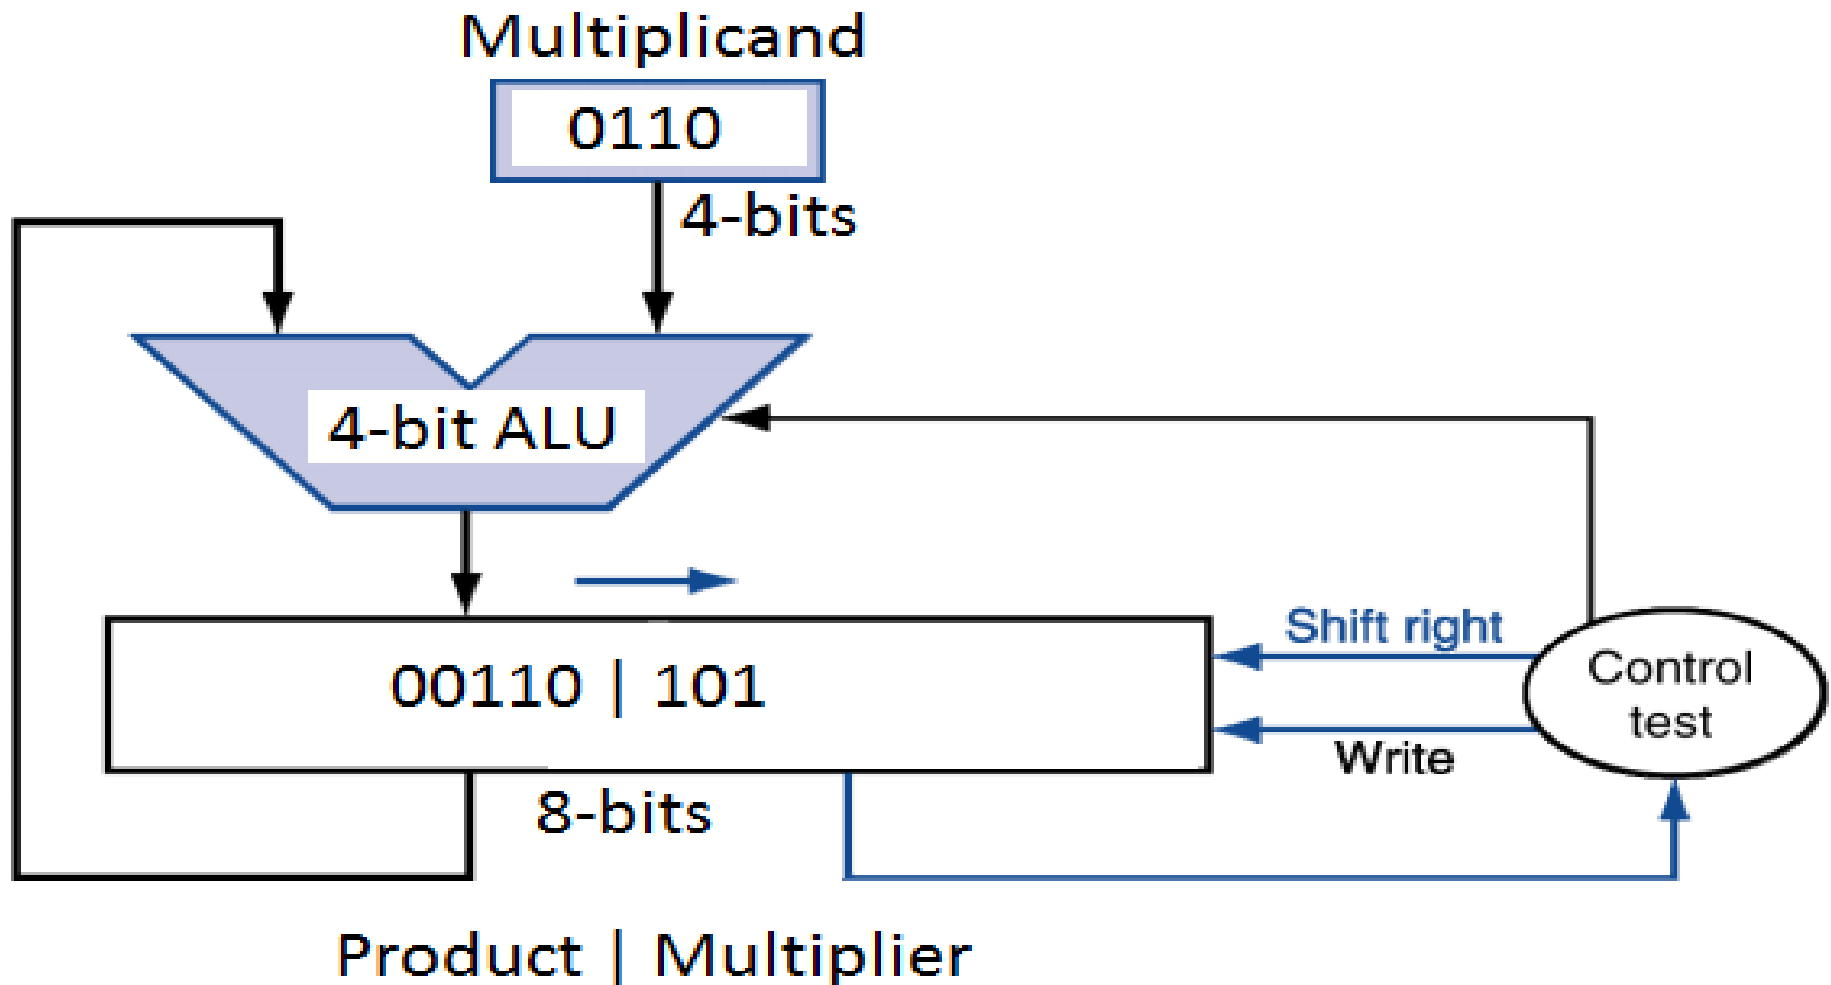 Multiplicand
0110
4-bits
4-bit ALU
00110 | 101
Shift right
Control
test
Write
8-bits
Product | Multiplier